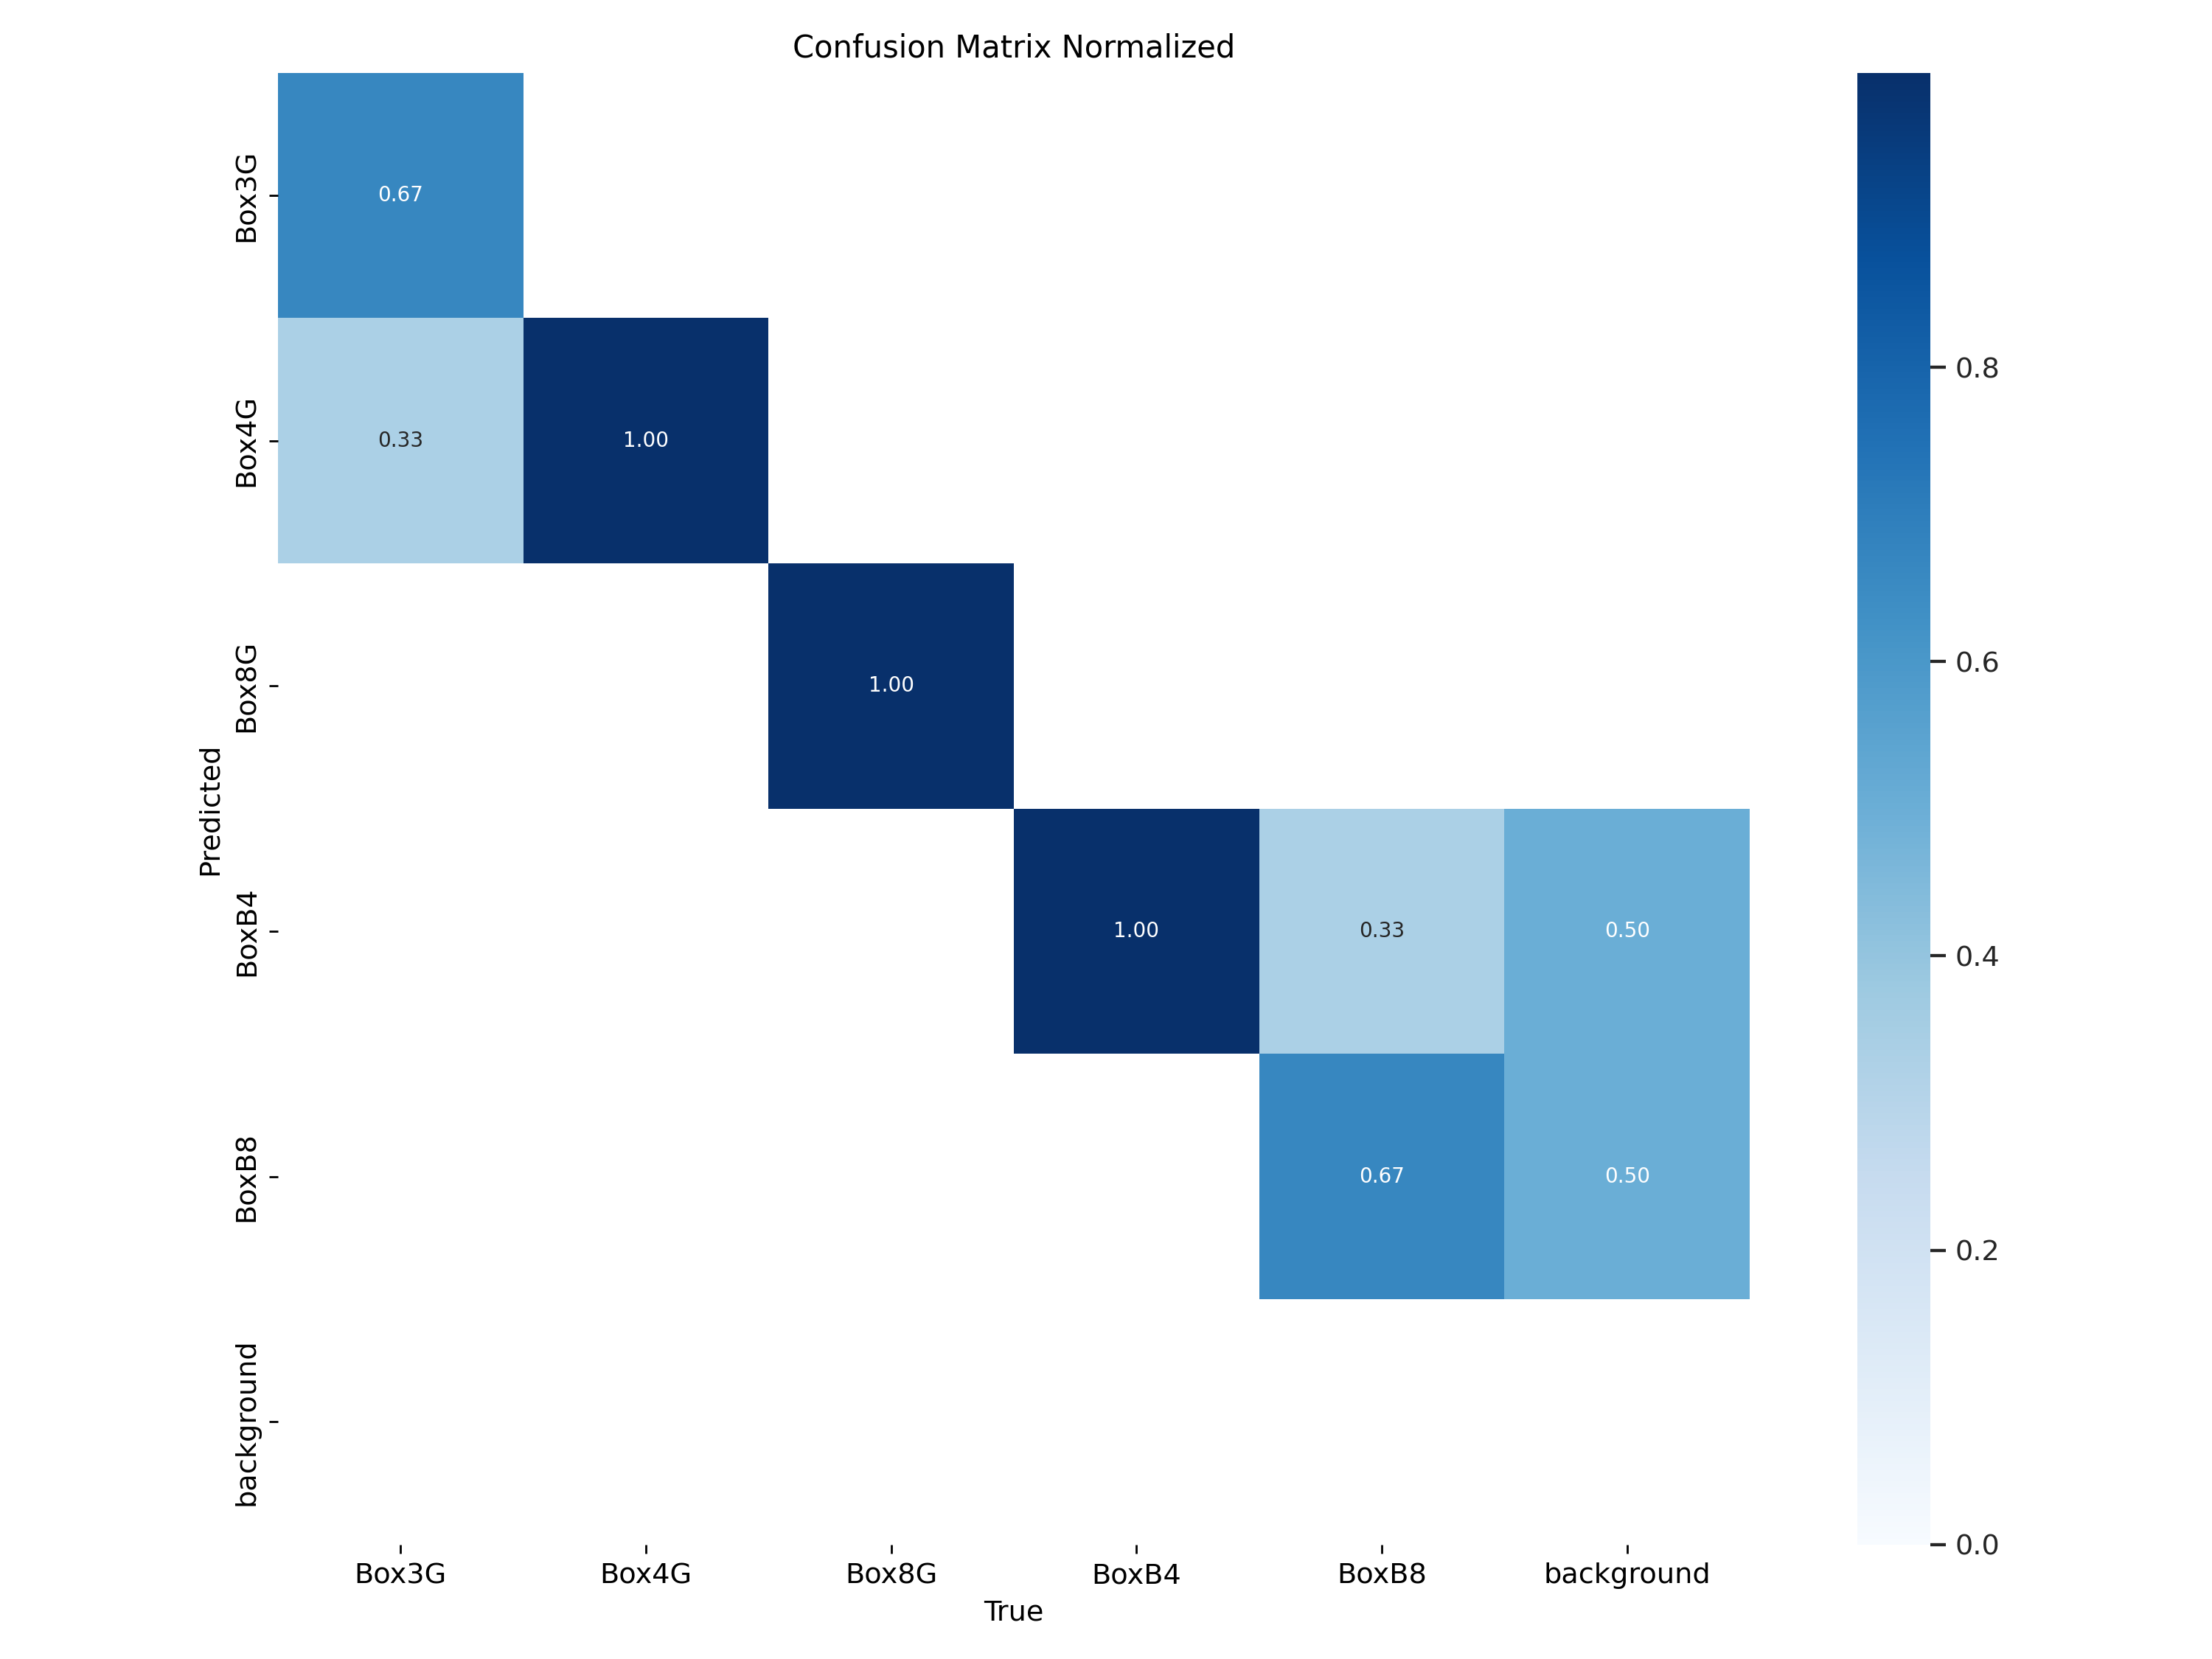 Confusion Matrix Normalized
Box3G
0.67
Box4G
0.33 1.00
Box8G
1.00
BoxB4
1.00 0.33 0.50
BoxB8
0.67 0.50
background
Predicted
Box3G Box4G Box8G BoxB4 BoxB8 background
True
0.8
0.6
0.4
0.2
0.0